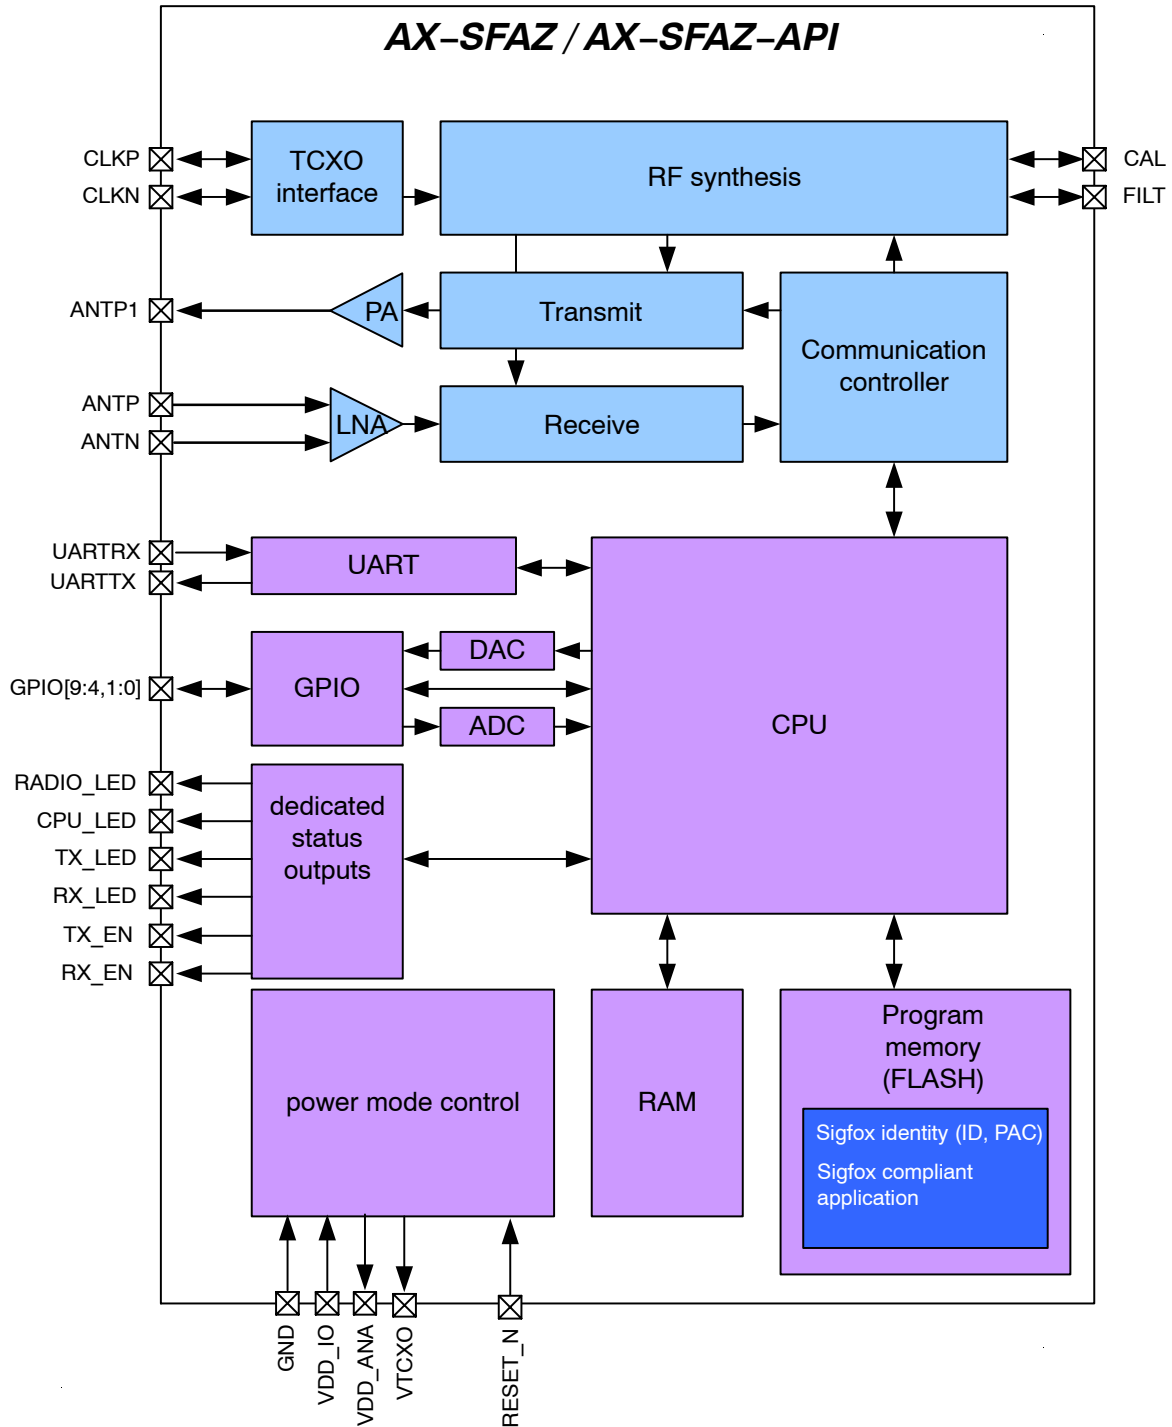 AX–SFAZ / AX–SFAZ–API
CLKP
CLKN
TCXO
interface
RF synthesis
CAL
FILT
ANTP1
PA
Transmit
Communication
controller
ANTP
ANTN
LNA
Receive
UARTRX
UARTTX
UART
GPIO[9:4,1:0]
GPIO
DAC
ADC
CPU
RADIO_LED
CPU_LED
TX_LED
RX_LED
TX_EN
RX_EN
dedicated
status
outputs
power mode control
RAM
Program
memory
(FLASH)
Sigfox identity (ID, PAC)
Sigfox compliant
application
GND
VDD_IO
VDD_ANA
VTCXO
RESET_N